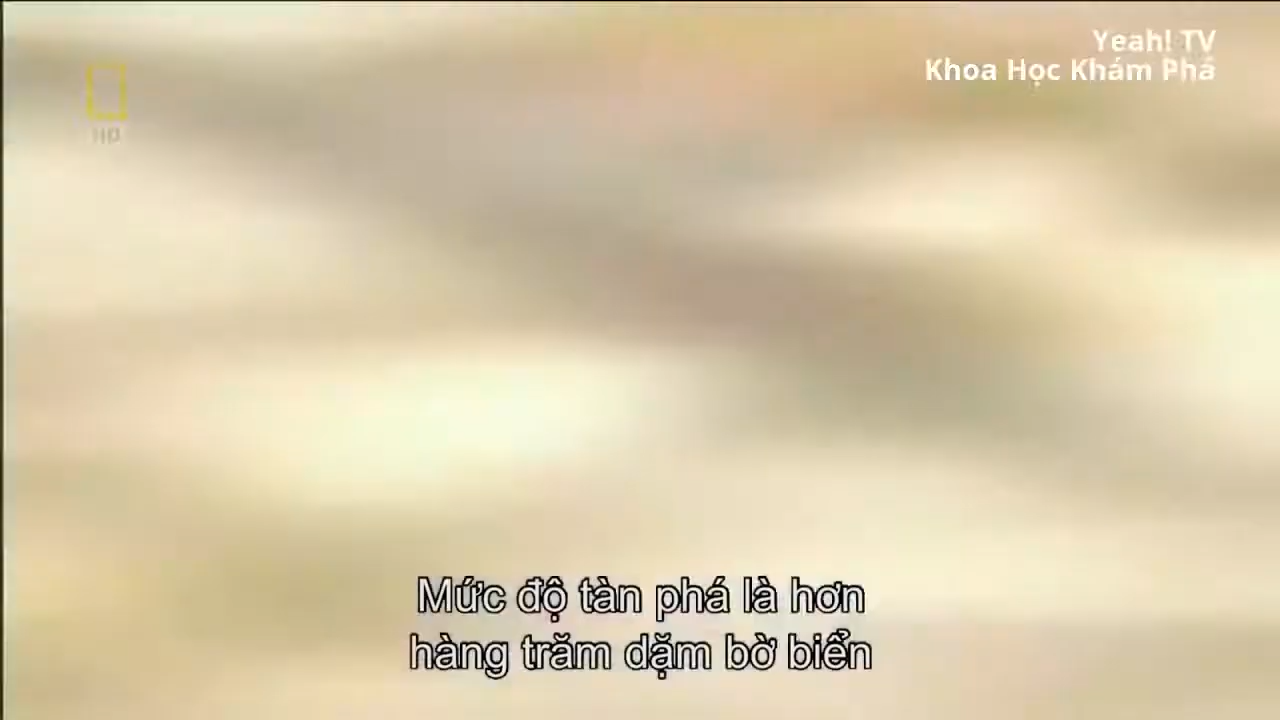 Yeah! TV
Khoa Học Khám Phá
HD
Mức độ tàn phá là hơn
hàng trăm dặm bờ biển